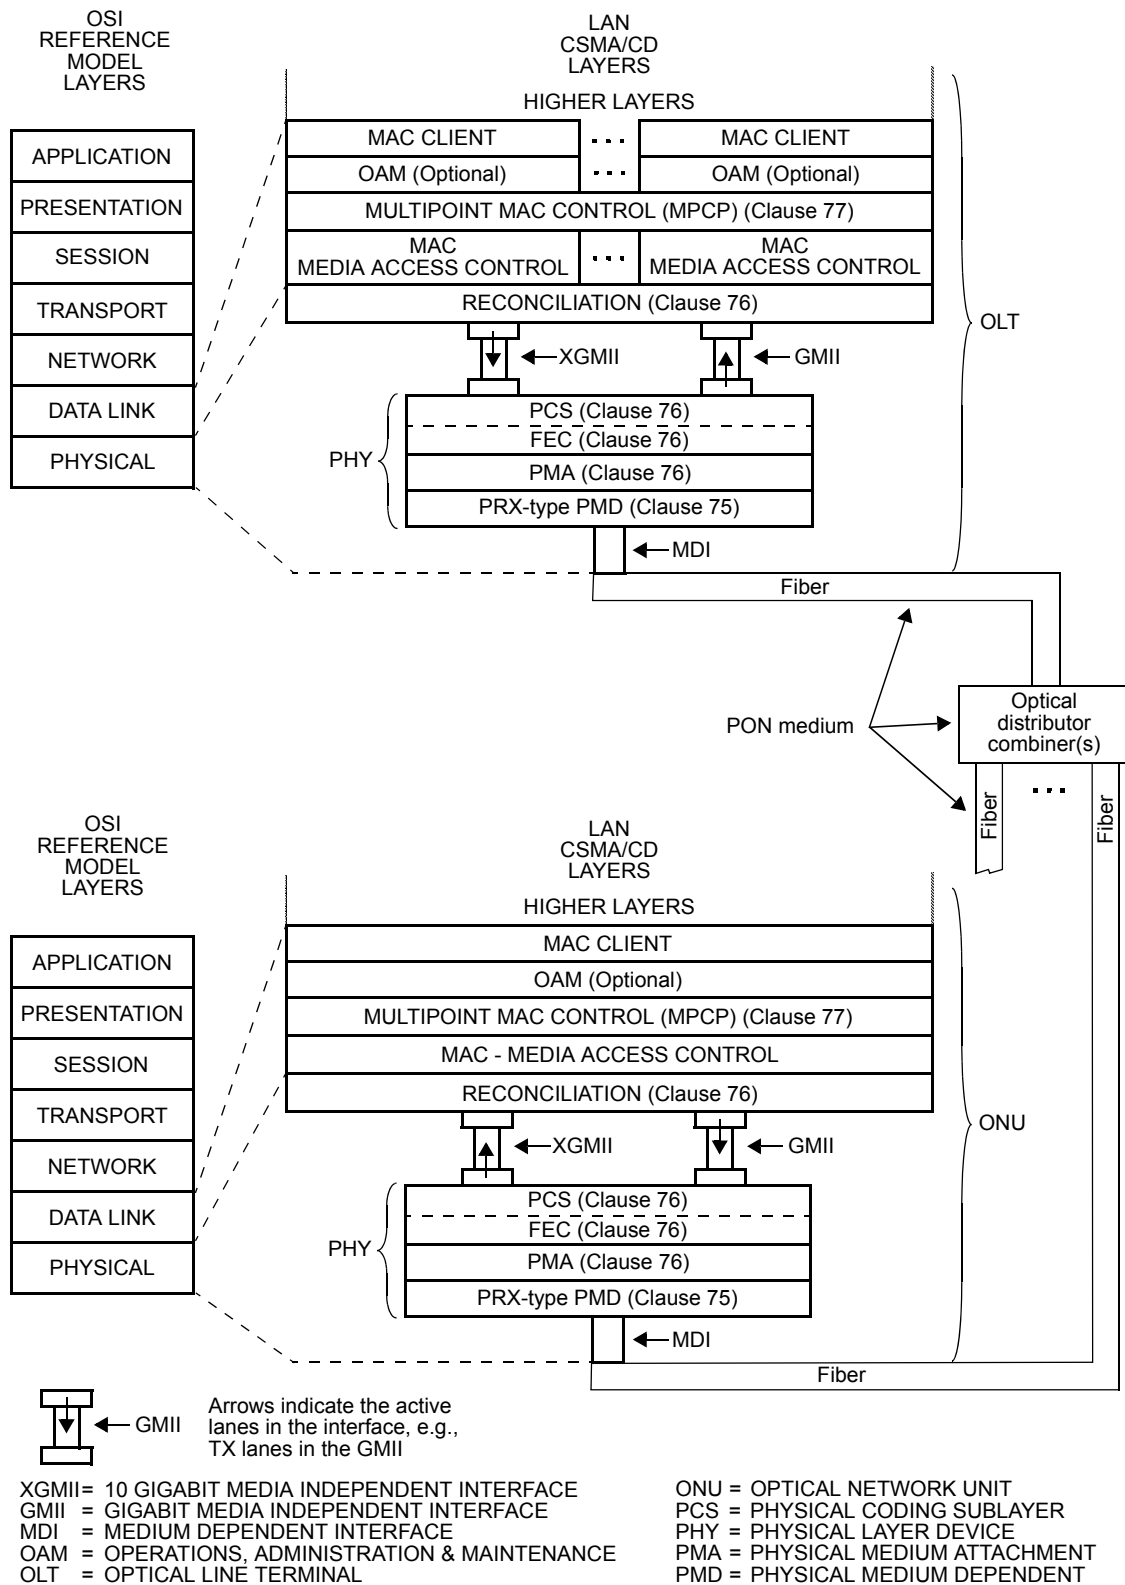 OSI
REFERENCE
MODEL
LAYERS
LAN
CSMA/CD
LAYERS
HIGHER LAYERS
APPLICATION
PRESENTATION
SESSION
TRANSPORT
NETWORK
DATA LINK
PHYSICAL
MAC CLIENT ... MAC CLIENT
OAM (Optional) ... OAM (Optional)
MULTIPOINT MAC CONTROL (MPCP) (Clause 77)
MAC
MEDIA ACCESS CONTROL
...
MAC
MEDIA ACCESS CONTROL
RECONCILIATION (Clause 76)
OLT
XGMII
GMII
PHY
PCS (Clause 76)
FEC (Clause 76)
PMA (Clause 76)
PRX-type PMD (Clause 75)
MDI
Fiber
PON medium
Optical
distributor
combiner(s)
Fiber
...
Fiber
OSI
REFERENCE
MODEL
LAYERS
LAN
CSMA/CD
LAYERS
HIGHER LAYERS
APPLICATION
PRESENTATION
SESSION
TRANSPORT
NETWORK
DATA LINK
PHYSICAL
MAC CLIENT
OAM (Optional)
MULTIPOINT MAC CONTROL (MPCP) (Clause 77)
MAC - MEDIA ACCESS CONTROL
RECONCILIATION (Clause 76)
ONU
XGMII
GMII
PHY
PCS (Clause 76)
FEC (Clause 76)
PMA (Clause 76)
PRX-type PMD (Clause 75)
MDI
Fiber
GMII
Arrows indicate the active
lanes in the interface, e.g.,
TX lanes in the GMII
XGMII= 10 GIGABIT MEDIA INDEPENDENT INTERFACE
GMII = GIGABIT MEDIA INDEPENDENT INTERFACE
MDI = MEDIUM DEPENDENT INTERFACE
OAM = OPERATIONS, ADMINISTRATION & MAINTENANCE
OLT = OPTICAL LINE TERMINAL
ONU = OPTICAL NETWORK UNIT
PCS = PHYSICAL CODING SUBLAYER
PHY = PHYSICAL LAYER DEVICE
PMA = PHYSICAL MEDIUM ATTACHMENT
PMD = PHYSICAL MEDIUM DEPENDENT